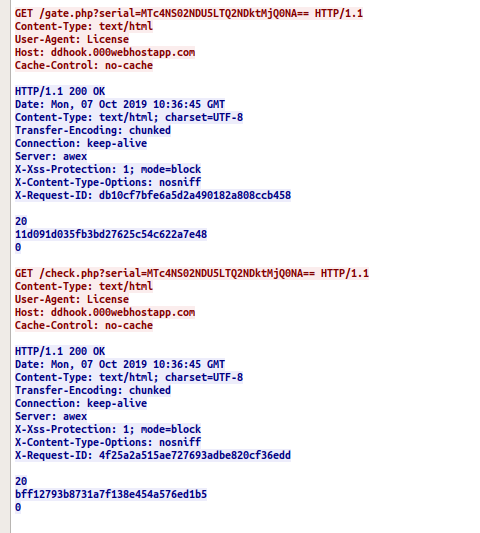 GET /gate.php?serial=MTc4NS02NDU5LTQ2NDktMjQ0NA== HTTP/1.1
Content-Type: text/html
User-Agent: License
Host: ddhook.000webhostapp.com
Cache-Control: no-cache
HTTP/1.1 200 OK
Date: Mon, 07 Oct 2019 10:36:45 GMT
Content-Type: text/html; charset=UTF-8
Transfer-Encoding: chunked
Connection: keep-alive
Server: awex
X-Xss-Protection: 1; mode=block
X-Content-Type-Options: nosniff
X-Request-ID: db10cf7bfe6a5d2a490182a808ccb458
20
11d091d035fb3bd27625c54c622a7e48
0
GET /check.php?serial=MTc4NS02NDU5LTQ2NDktMjQ0NA== HTTP/1.1
Content-Type: text/html
User-Agent: License
Host: ddhook.000webhostapp.com
Cache-Control: no-cache
HTTP/1.1 200 OK
Date: Mon, 07 Oct 2019 10:36:45 GMT
Content-Type: text/html; charset=UTF-8
Transfer-Encoding: chunked
Connection: keep-alive
Server: awex
X-Xss-Protection: 1; mode=block
X-Content-Type-Options: nosniff
X-Request-ID: 4f25a2a515ae727693adbe820cf36edd
20
bff12793b8731a7f138e454a576ed1b5
0